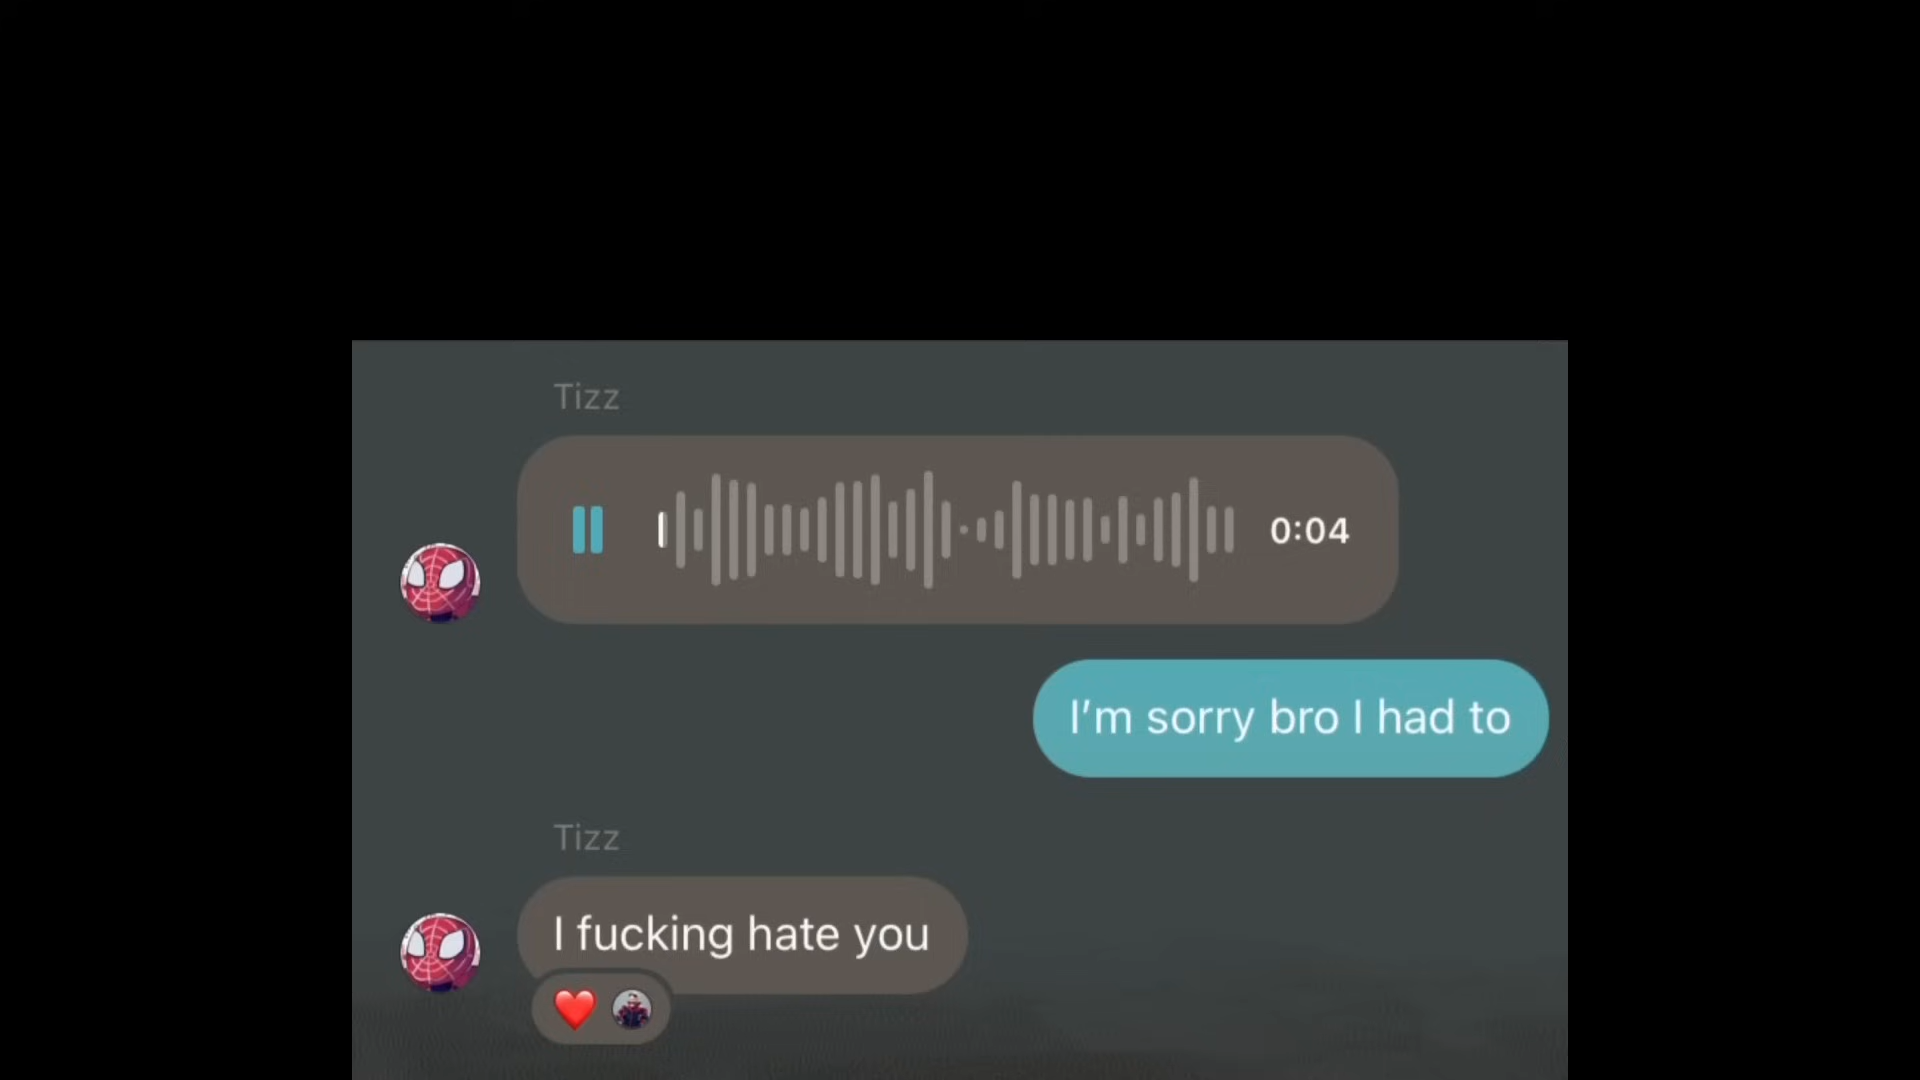 Tizz
0:04
I’m sorry bro I had to
Tizz
I fucking hate you